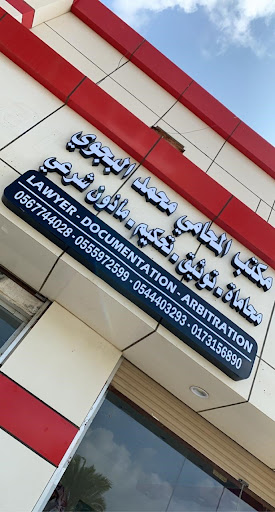 مكتب المحامي محمد البجوي
محاماة - توثيق - تحكيم - مأذون شرعي
LAWYER - DOCUMENTATION - ARBITRATION
0567744028 - 0555972599 - 0544403293 - 0173156890